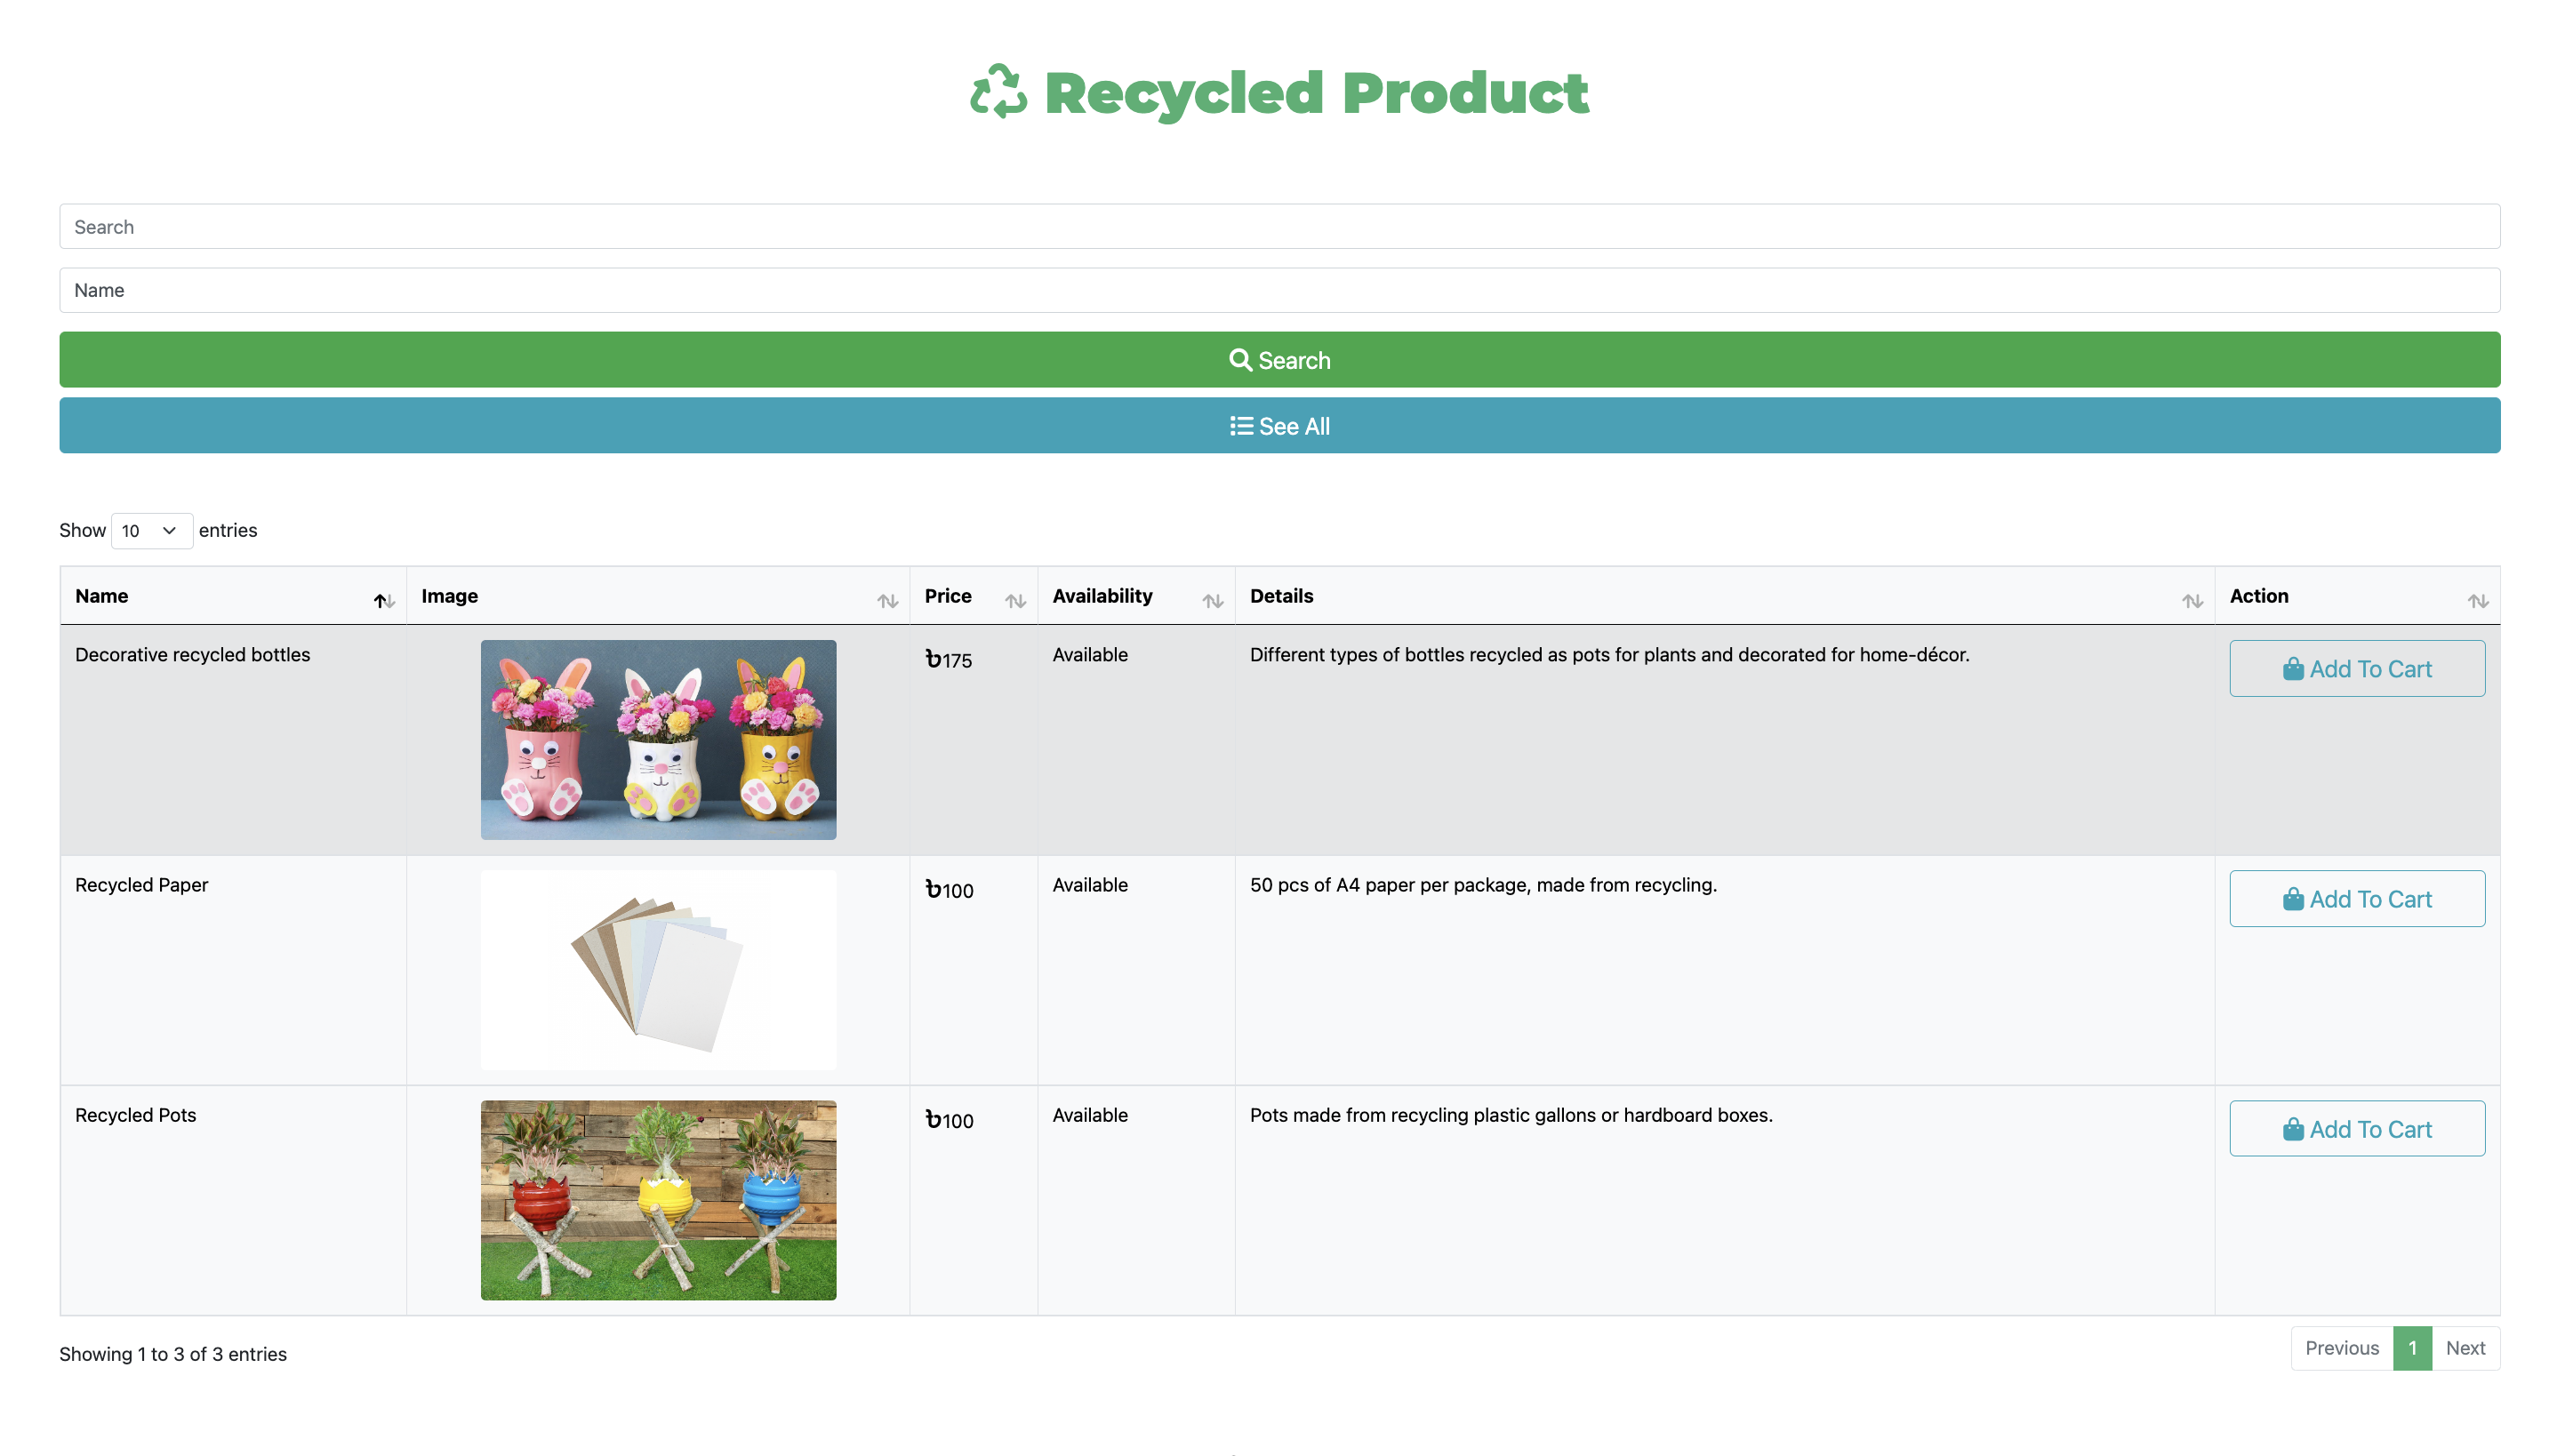 Recycled Product
Search
Name
Search
See All
Show 10 entries
Name Image Price Availability Details Action
Decorative recycled bottles ৳175 Available Different types of bottles recycled as pots for plants and decorated for home-décor. Add To Cart
Recycled Paper ৳100 Available 50 pcs of A4 paper per package, made from recycling. Add To Cart
Recycled Pots ৳100 Available Pots made from recycling plastic gallons or hardboard boxes. Add To Cart
Showing 1 to 3 of 3 entries
Previous 1 Next